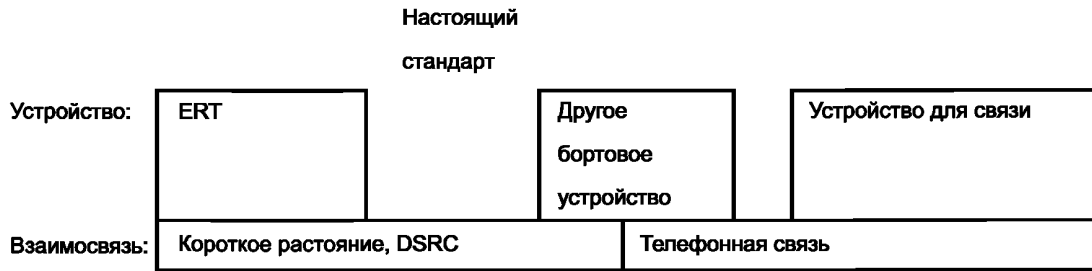 Настоящий
стандарт
Устройство:
ERT
Другое
бортовое
устройство
Устройство для связи
Взаимосвязь:
Короткое растояние, DSRC
Телефонная связь